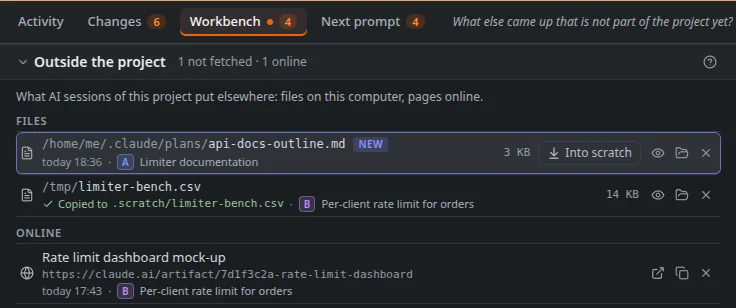 Activity Changes 6 Workbench 4 Next prompt 4 What else came up that is not part of the project yet?
Outside the project 1 not fetched · 1 online
What AI sessions of this project put elsewhere: files on this computer, pages online.
FILES
/home/me/.claude/plans/api-docs-outline.md NEW
3 KB Into scratch
today 18:36 · A Limiter documentation
/tmp/limiter-bench.csv
14 KB
Copied to .scratch/limiter-bench.csv · B Per-client rate limit for orders
ONLINE
Rate limit dashboard mock-up
https://claude.ai/artifact/7d1f3c2a-rate-limit-dashboard
today 17:43 · B Per-client rate limit for orders